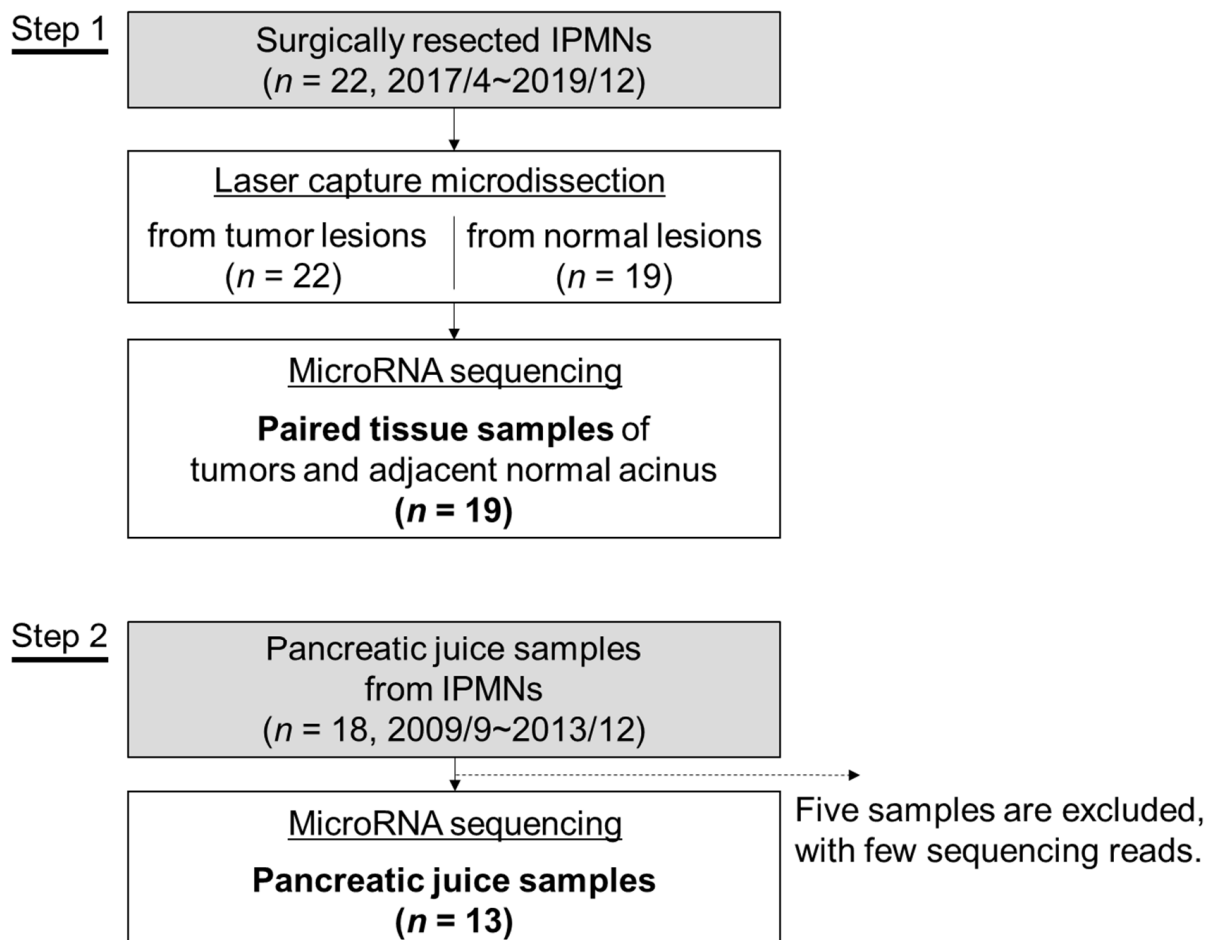 Step 1
Surgically resected IPMNs
(n = 22, 2017/4~2019/12)
Laser capture microdissection
from tumor lesions
(n = 22)
from normal lesions
(n = 19)
MicroRNA sequencing
Paired tissue samples of
tumors and adjacent normal acinus
(n = 19)
Step 2
Pancreatic juice samples
from IPMNs
(n = 18, 2009/9~2013/12)
Five samples are excluded,
with few sequencing reads.
MicroRNA sequencing
Pancreatic juice samples
(n = 13)